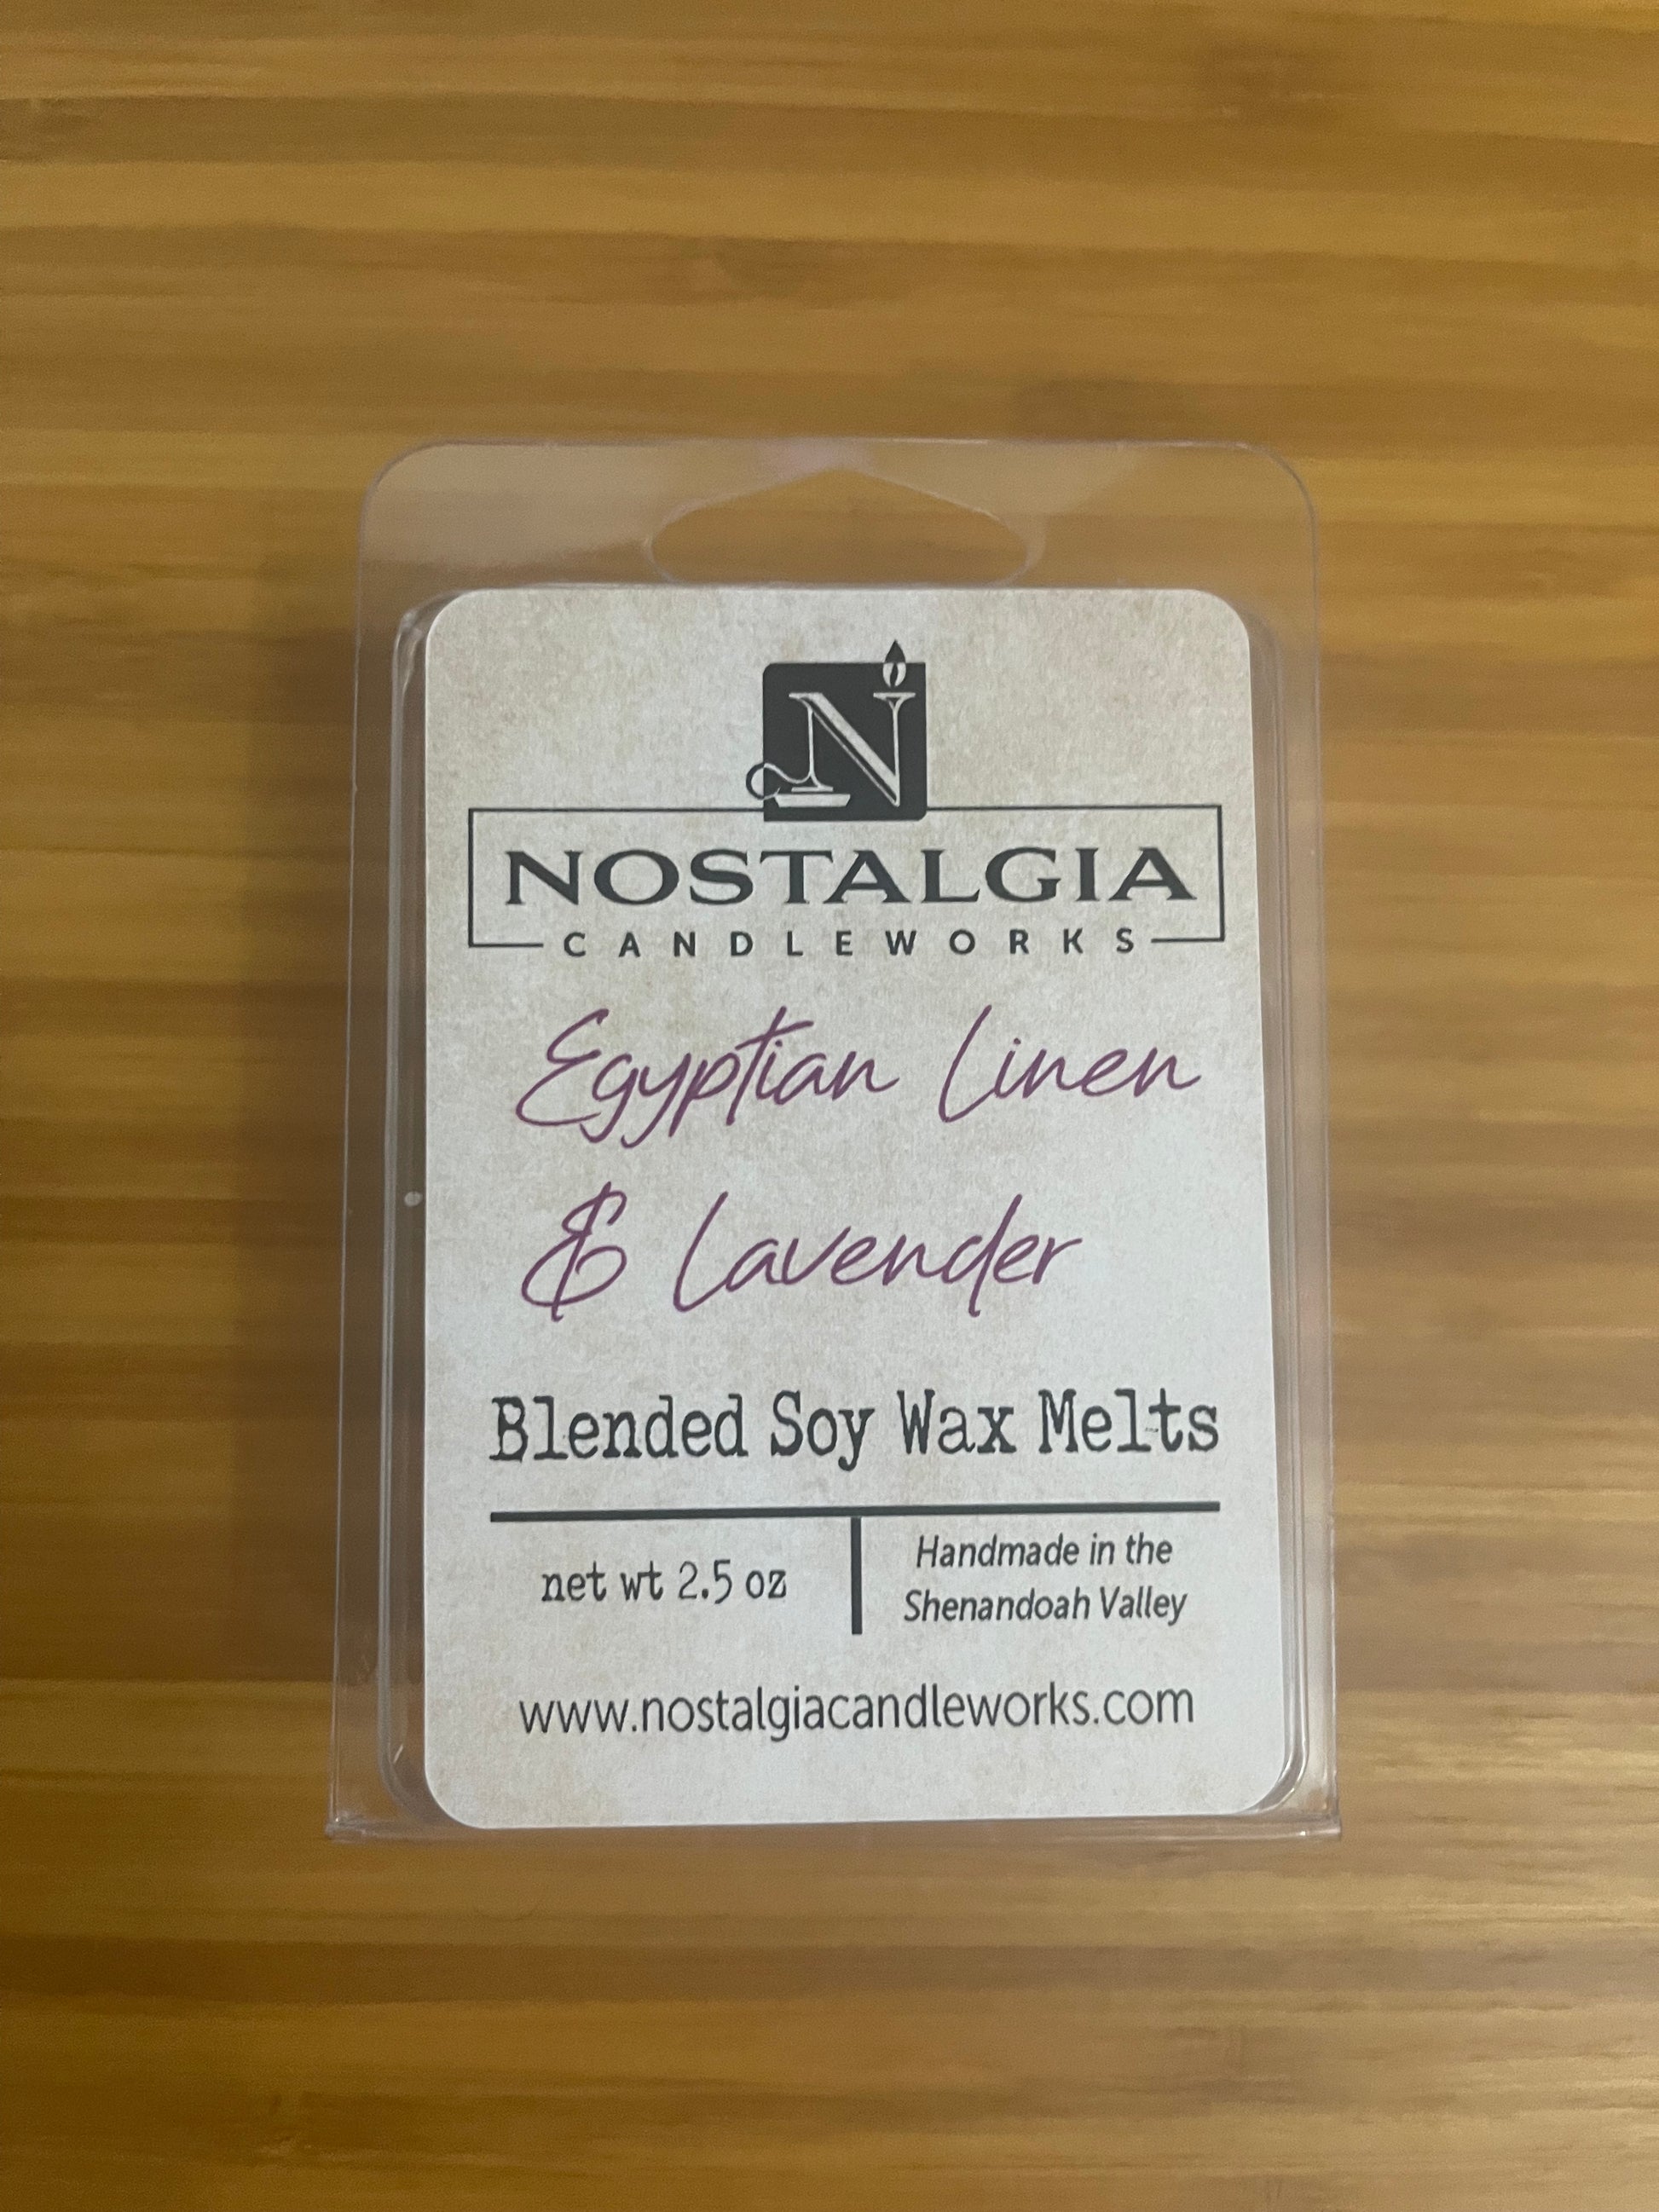 N
NOSTALGIA
CANDLEWORKS
Egyptian Linen
& Lavender
Blended Soy Wax Melts
net wt 2.5 oz
Handmade in the
Shenandoah Valley
www.nostalgiacandleworks.com